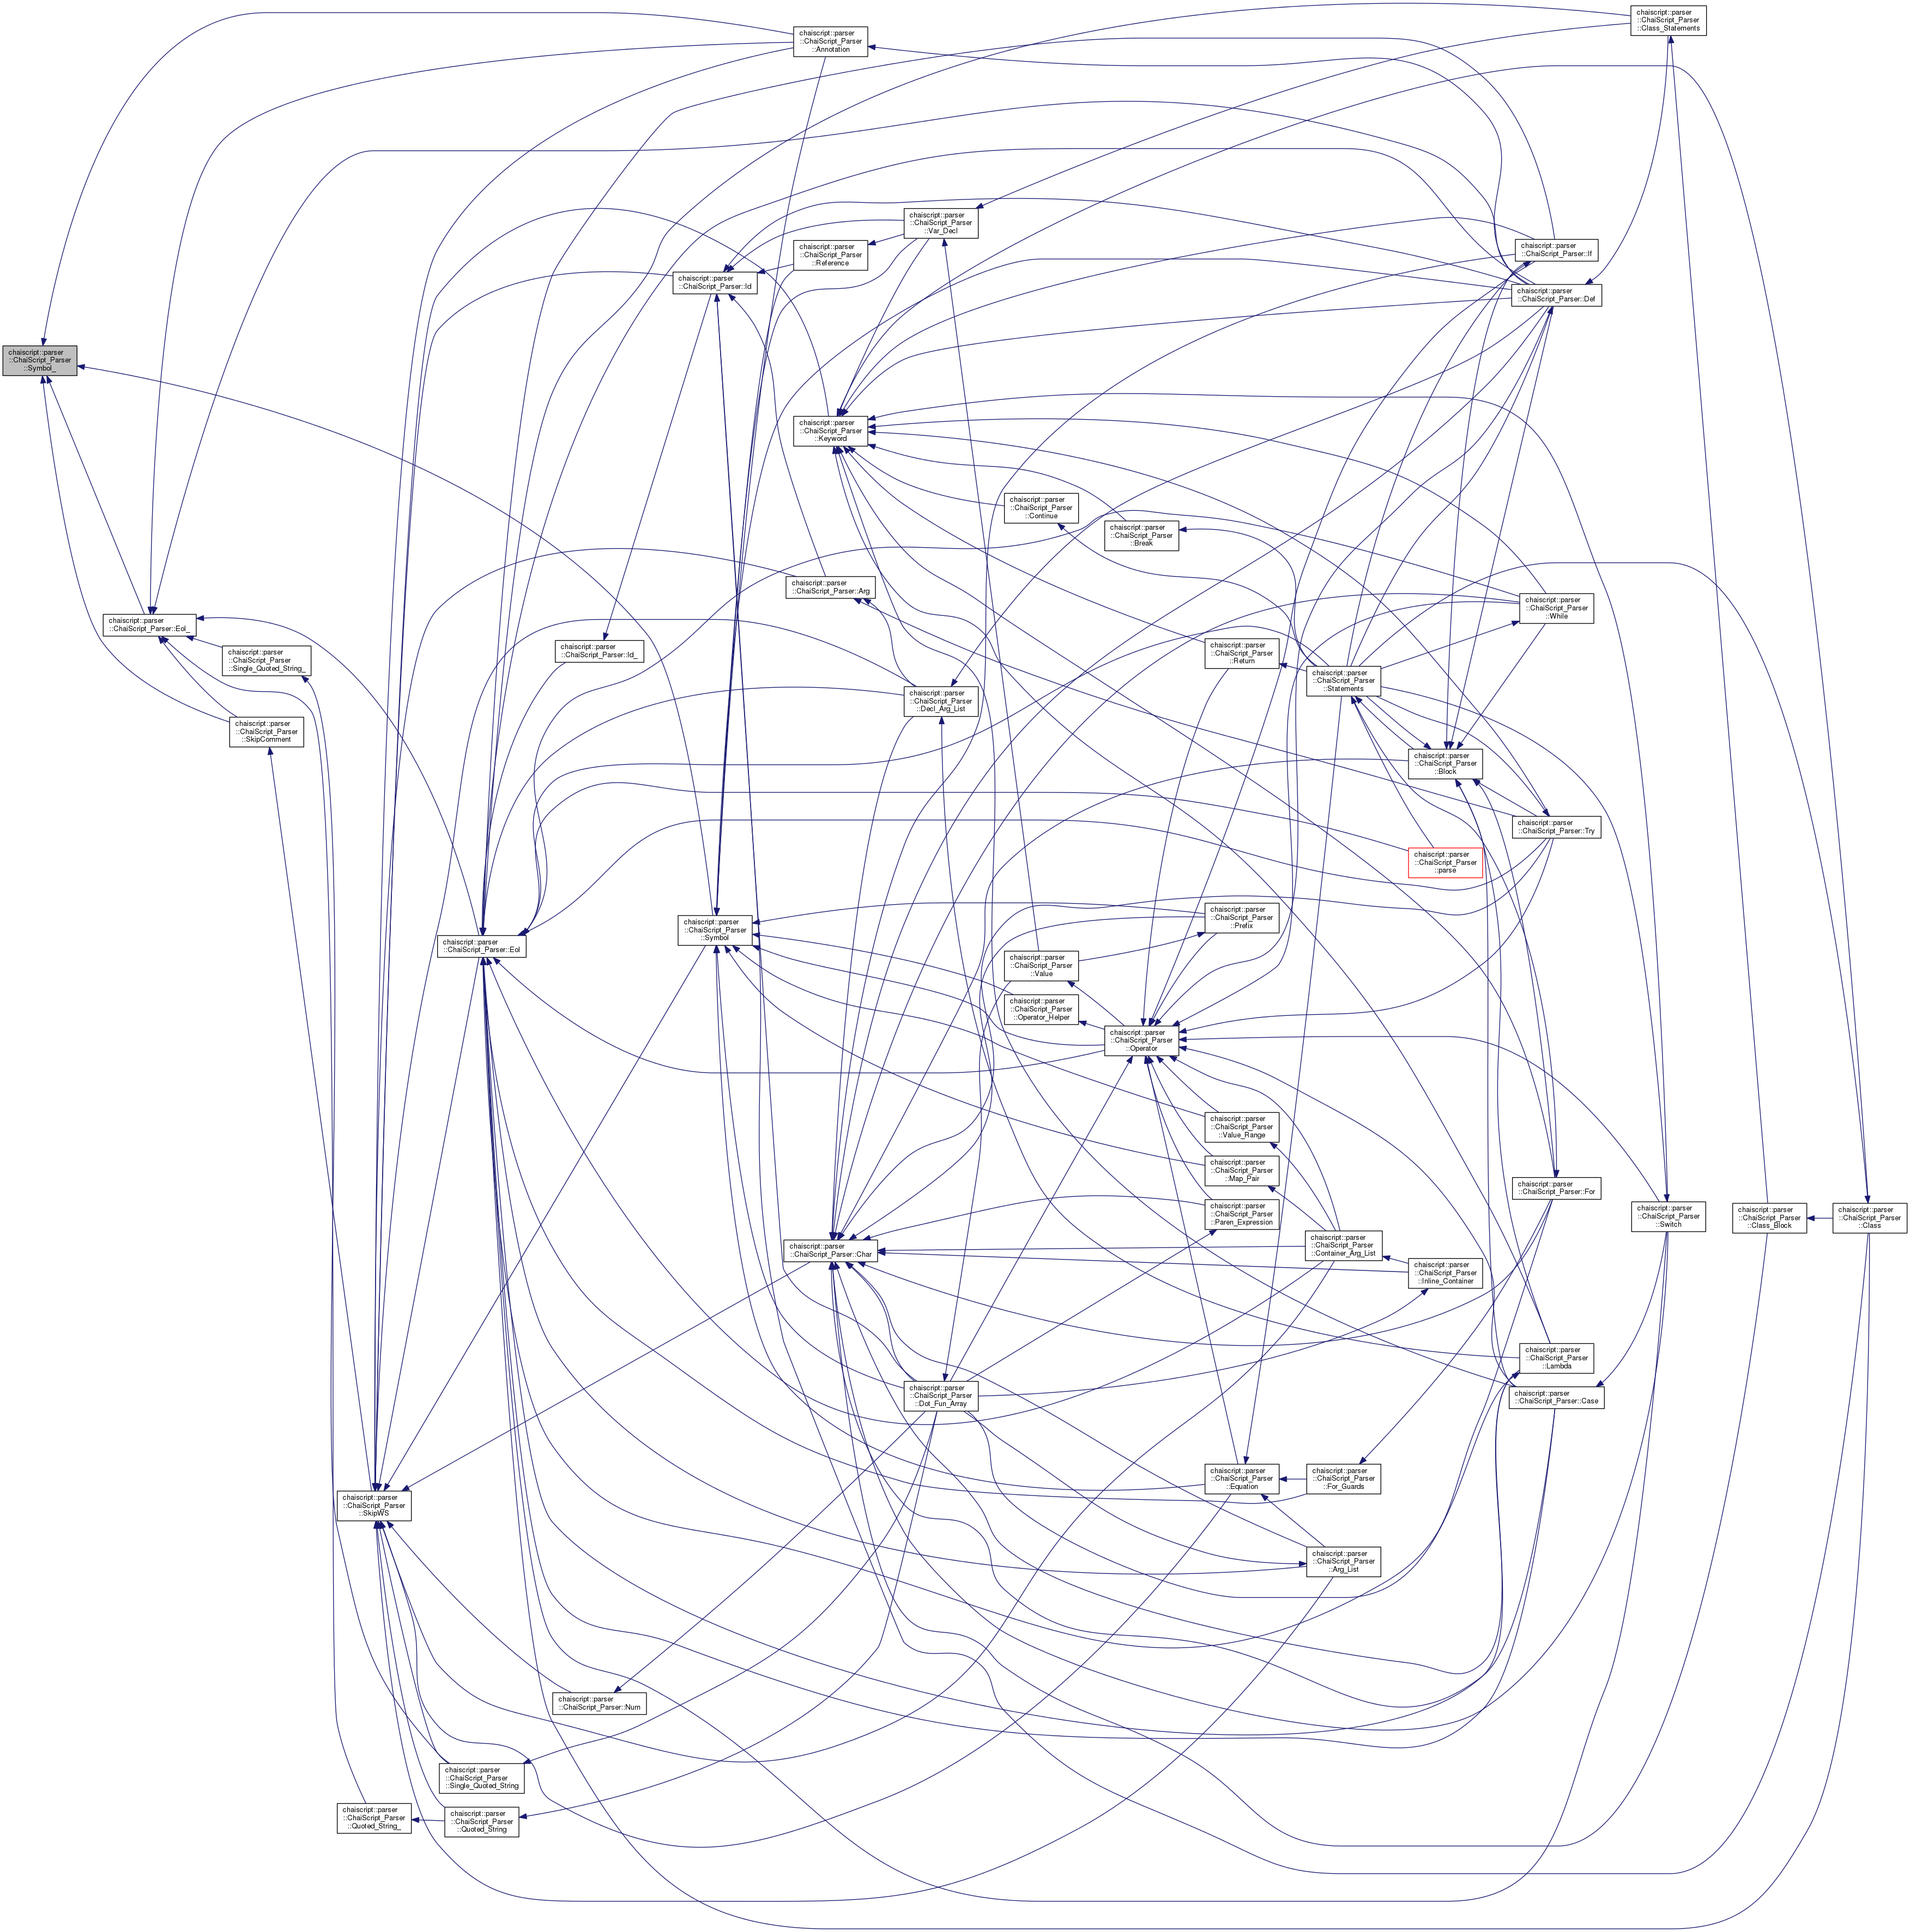 chaiscript::parser
::ChaiScript_Parser
::Symbol_
chaiscript::parser
::ChaiScript_Parser::Eol_
chaiscript::parser
::ChaiScript_Parser
::Single_Quoted_String_
chaiscript::parser
::ChaiScript_Parser
::SkipComment
chaiscript::parser
::ChaiScript_Parser
::SkipWS
chaiscript::parser
::ChaiScript_Parser
::Quoted_String_
chaiscript::parser
::ChaiScript_Parser::Eol
chaiscript::parser
::ChaiScript_Parser
::Single_Quoted_String
chaiscript::parser
::ChaiScript_Parser
::Quoted_String
chaiscript::parser
::ChaiScript_Parser::Id_
chaiscript::parser
::ChaiScript_Parser::Num
chaiscript::parser
::ChaiScript_Parser::Id
chaiscript::parser
::ChaiScript_Parser
::Symbol
chaiscript::parser
::ChaiScript_Parser
::Annotation
chaiscript::parser
::ChaiScript_Parser
::Reference
chaiscript::parser
::ChaiScript_Parser
::Keyword
chaiscript::parser
::ChaiScript_Parser::Arg
chaiscript::parser
::ChaiScript_Parser::Char
chaiscript::parser
::ChaiScript_Parser
::Var_Decl
chaiscript::parser
::ChaiScript_Parser
::Decl_Arg_List
chaiscript::parser
::ChaiScript_Parser
::Dot_Fun_Array
chaiscript::parser
::ChaiScript_Parser
::Continue
chaiscript::parser
::ChaiScript_Parser
::Value
chaiscript::parser
::ChaiScript_Parser
::Operator_Helper
chaiscript::parser
::ChaiScript_Parser
::Break
chaiscript::parser
::ChaiScript_Parser
::Operator
chaiscript::parser
::ChaiScript_Parser
::Return
chaiscript::parser
::ChaiScript_Parser
::Prefix
chaiscript::parser
::ChaiScript_Parser
::Value_Range
chaiscript::parser
::ChaiScript_Parser
::Map_Pair
chaiscript::parser
::ChaiScript_Parser
::Paren_Expression
chaiscript::parser
::ChaiScript_Parser
::Equation
chaiscript::parser
::ChaiScript_Parser
::Statements
chaiscript::parser
::ChaiScript_Parser
::Container_Arg_List
chaiscript::parser
::ChaiScript_Parser
::For_Guards
chaiscript::parser
::ChaiScript_Parser
::Arg_List
chaiscript::parser
::ChaiScript_Parser
::Block
chaiscript::parser
::ChaiScript_Parser
::parse
chaiscript::parser
::ChaiScript_Parser
::Inline_Container
chaiscript::parser
::ChaiScript_Parser::If
chaiscript::parser
::ChaiScript_Parser::Def
chaiscript::parser
::ChaiScript_Parser
::While
chaiscript::parser
::ChaiScript_Parser::Try
chaiscript::parser
::ChaiScript_Parser::For
chaiscript::parser
::ChaiScript_Parser
::Lambda
chaiscript::parser
::ChaiScript_Parser::Case
chaiscript::parser
::ChaiScript_Parser
::Class_Statements
chaiscript::parser
::ChaiScript_Parser
::Switch
chaiscript::parser
::ChaiScript_Parser
::Class_Block
chaiscript::parser
::ChaiScript_Parser
::Class